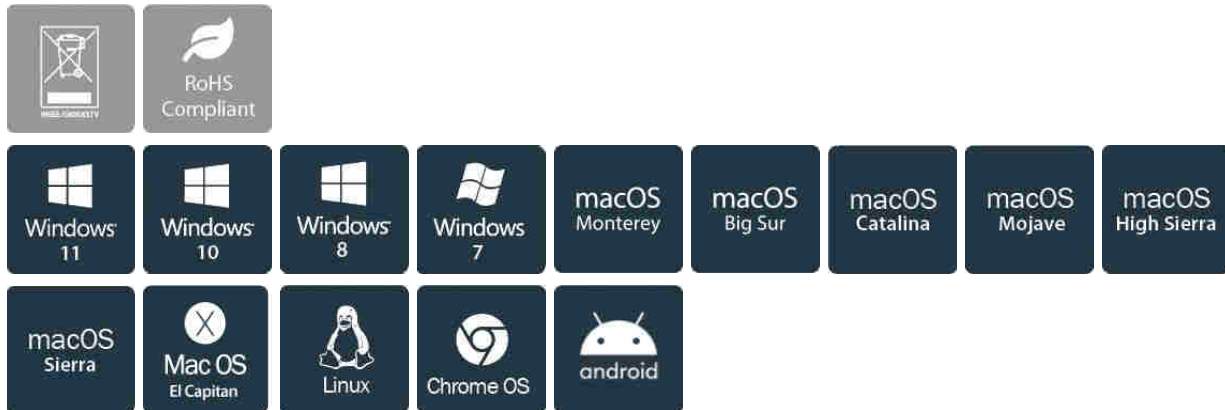 RoHS
Compliant
Windows
11
Windows
10
Windows
8
Windows
7
macOS
Monterey
macOS
Big Sur
macOS
Catalina
macOS
Mojave
macOS
High Sierra
macOS
Sierra
X
Mac OS
El Capitan
Linux
Chrome OS
android